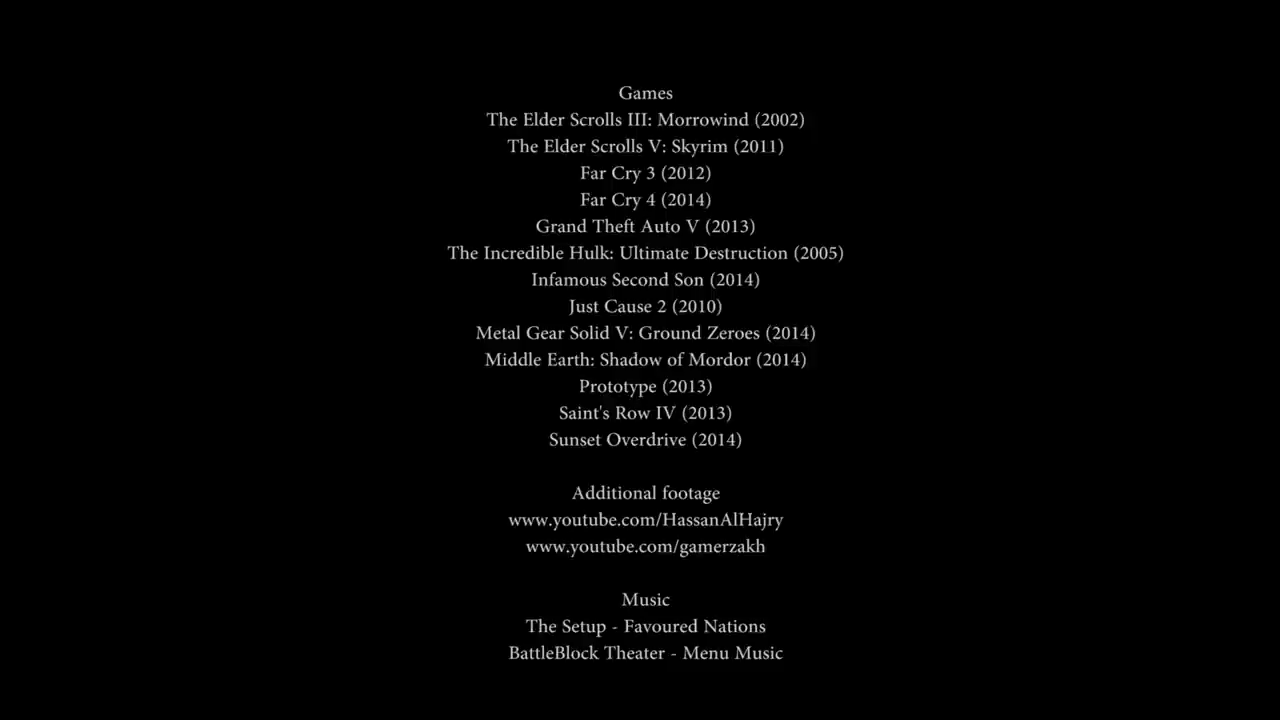 Games
The Elder Scrolls III: Morrowind (2002)
The Elder Scrolls V: Skyrim (2011)
Far Cry 3 (2012)
Far Cry 4 (2014)
Grand Theft Auto V (2013)
The Incredible Hulk: Ultimate Destruction (2005)
Infamous Second Son (2014)
Just Cause 2 (2010)
Metal Gear Solid V: Ground Zeroes (2014)
Middle Earth: Shadow of Mordor (2014)
Prototype (2013)
Saint's Row IV (2013)
Sunset Overdrive (2014)
Additional footage
www.youtube.com/HassanAlHajry
www.youtube.com/gamerzakh
Music
The Setup - Favoured Nations
BattleBlock Theater - Menu Music